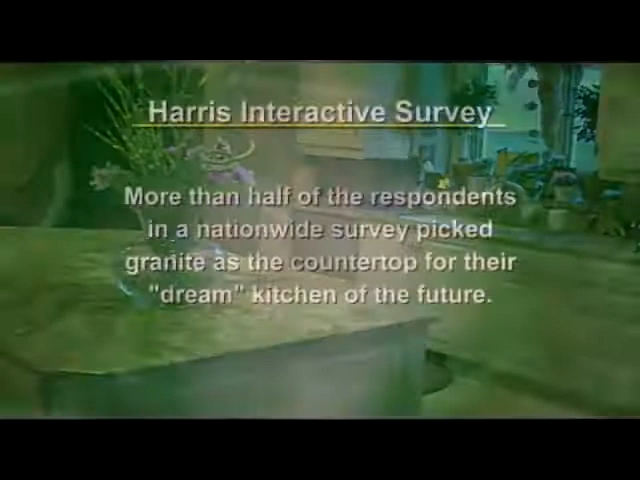 Harris Interactive Survey
More than half of the respondents
in a nationwide survey picked
granite as the countertop for their
"dream" kitchen of the future.